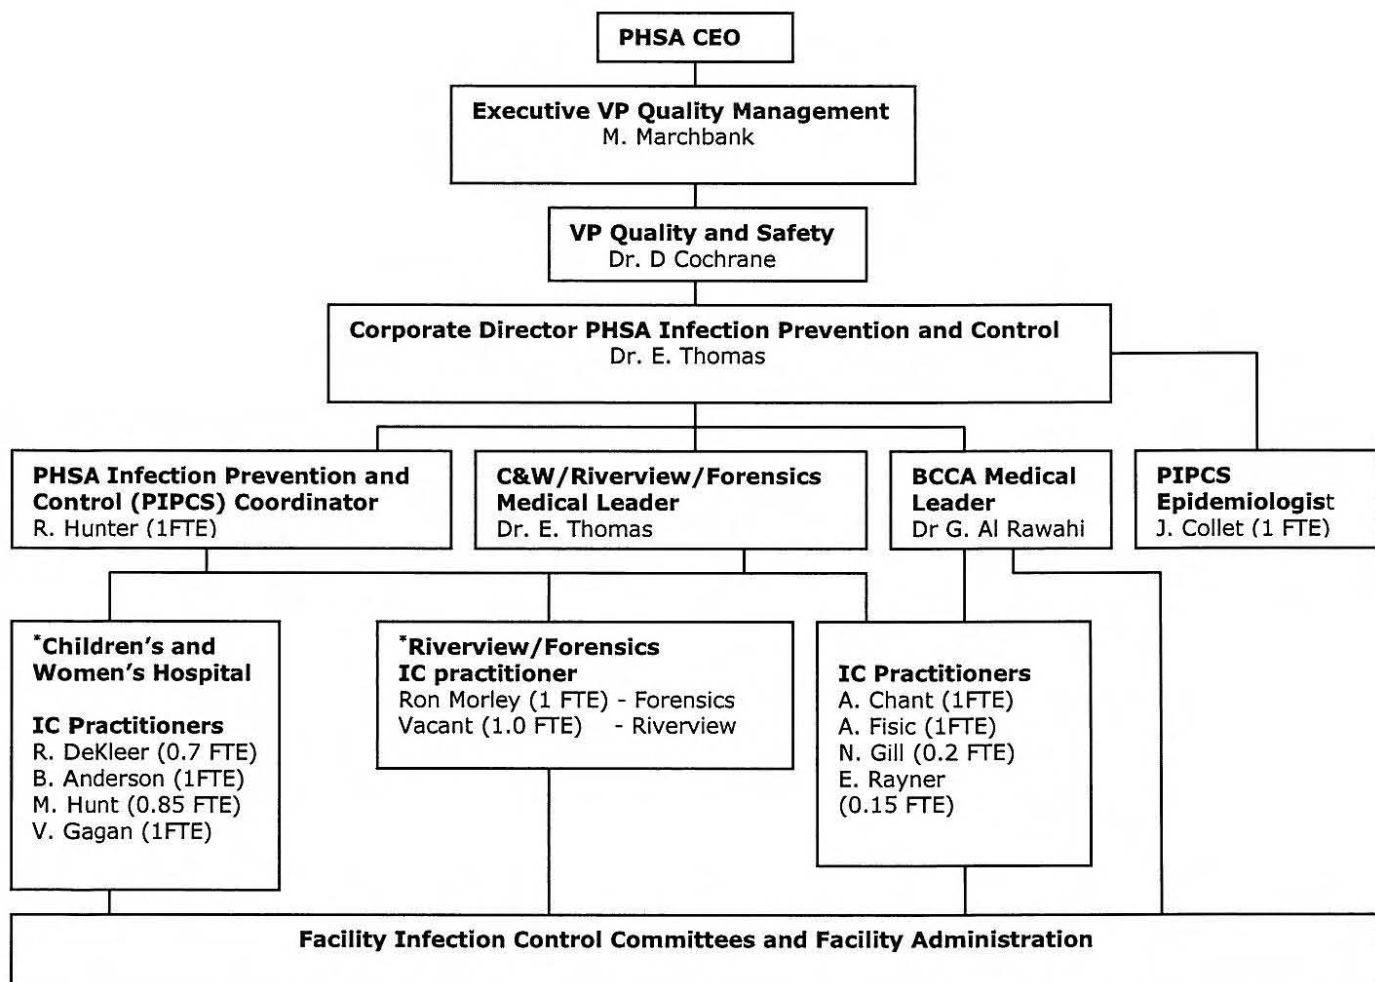 PHSA CEO
Executive VP Quality Management
M. Marchbank
VP Quality and Safety
Dr. D Cochrane
Corporate Director PHSA Infection Prevention and Control
Dr. E. Thomas
PHSA Infection Prevention and
Control (PIPCS) Coordinator
R. Hunter (1FTE)
C&W/Riverview/Forensics
Medical Leader
Dr. E. Thomas
BCCA Medical
Leader
Dr G. Al Rawahi
PIPCS
Epidemiologist
J. Collet (1 FTE)
*Children's and
Women's Hospital
IC Practitioners
R. DeKleer (0.7 FTE)
B. Anderson (1FTE)
M. Hunt (0.85 FTE)
V. Gagan (1FTE)
*Riverview/Forensics
IC practitioner
Ron Morley (1 FTE) - Forensics
Vacant (1.0 FTE) - Riverview
IC Practitioners
A. Chant (1FTE)
A. Fisic (1FTE)
N. Gill (0.2 FTE)
E. Rayner
(0.15 FTE)
Facility Infection Control Committees and Facility Administration